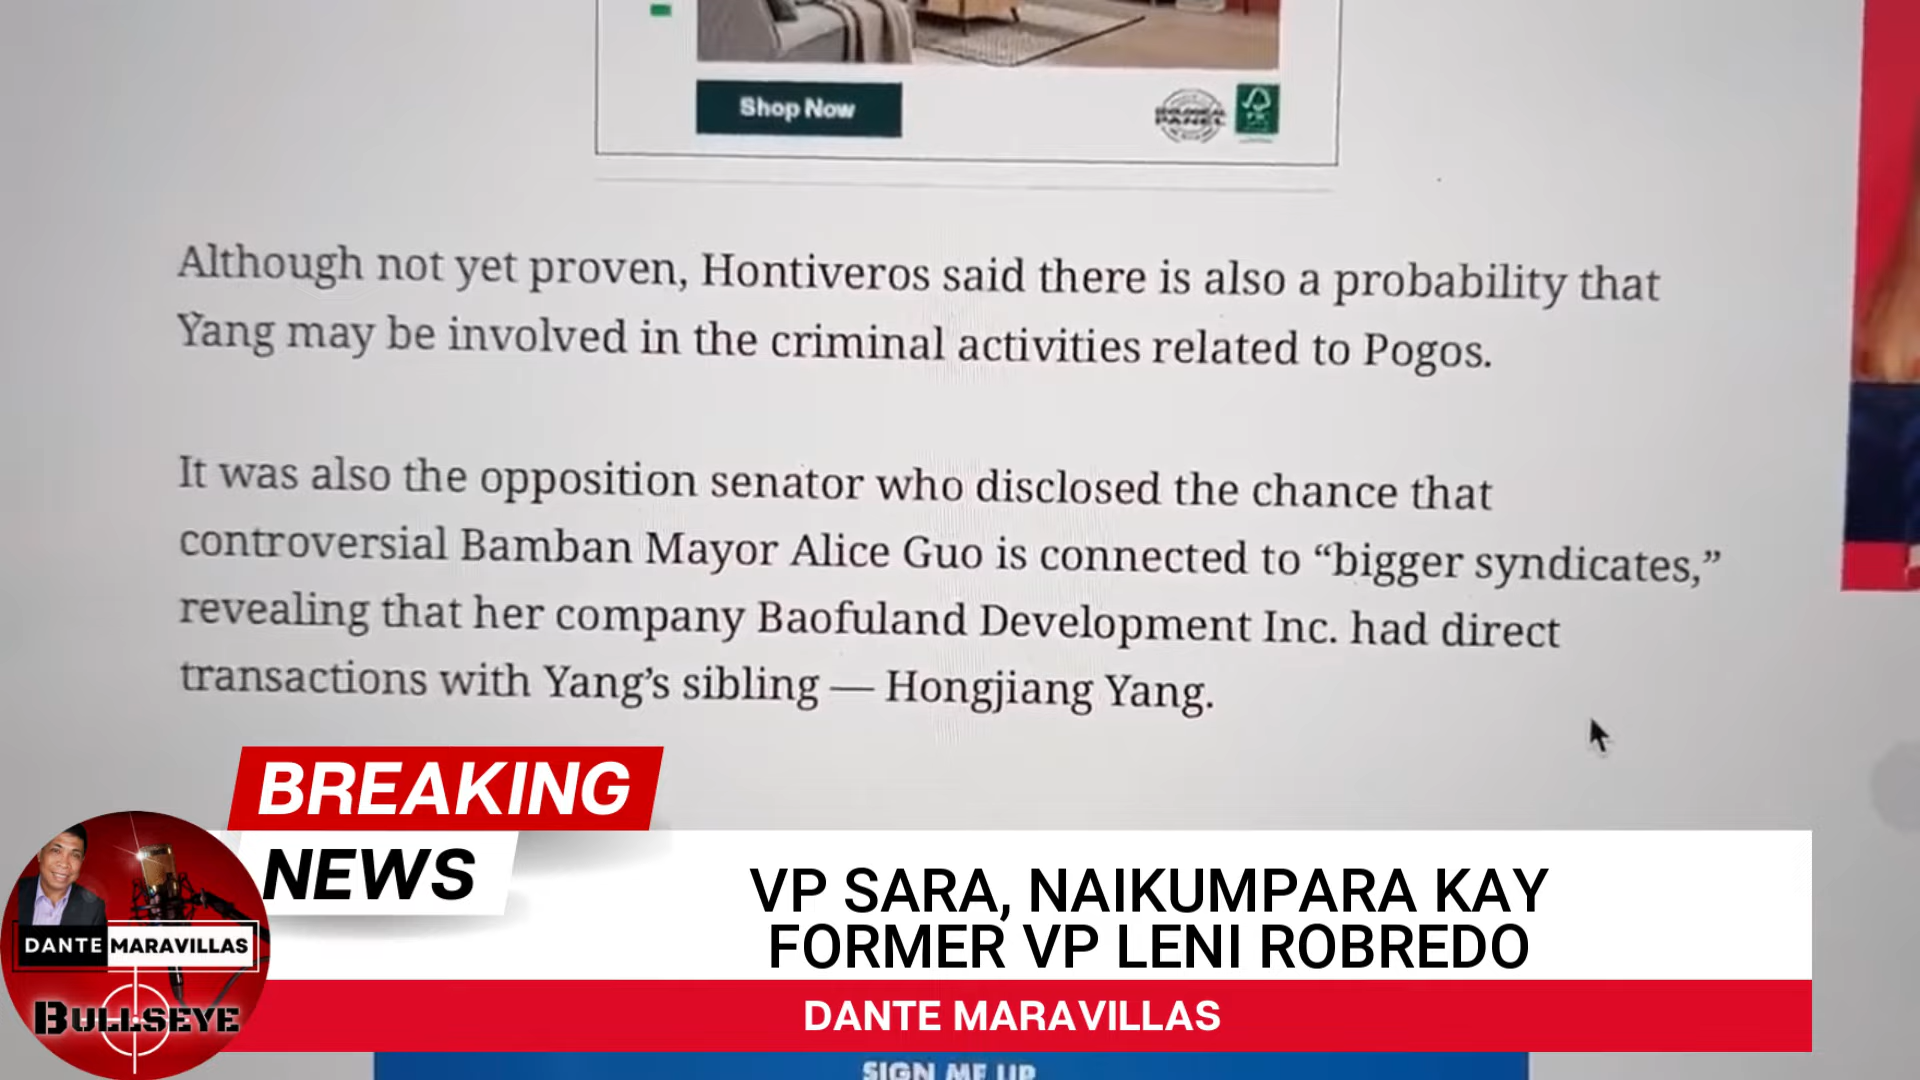 Shop Now
PANEL
FSC
Although not yet proven, Hontiveros said there is also a probability that
Yang may be involved in the criminal activities related to Pogos.
It was also the opposition senator who disclosed the chance that
controversial Bamban Mayor Alice Guo is connected to “bigger syndicates,”
revealing that her company Baofuland Development Inc. had direct
transactions with Yang’s sibling — Hongjiang Yang.
BREAKING
NEWS
VP SARA, NAIKUMPARA KAY
FORMER VP LENI ROBREDO
DANTE MARAVILLAS
DANTE MARAVILLAS
BULLSEYE
SIGN ME UP